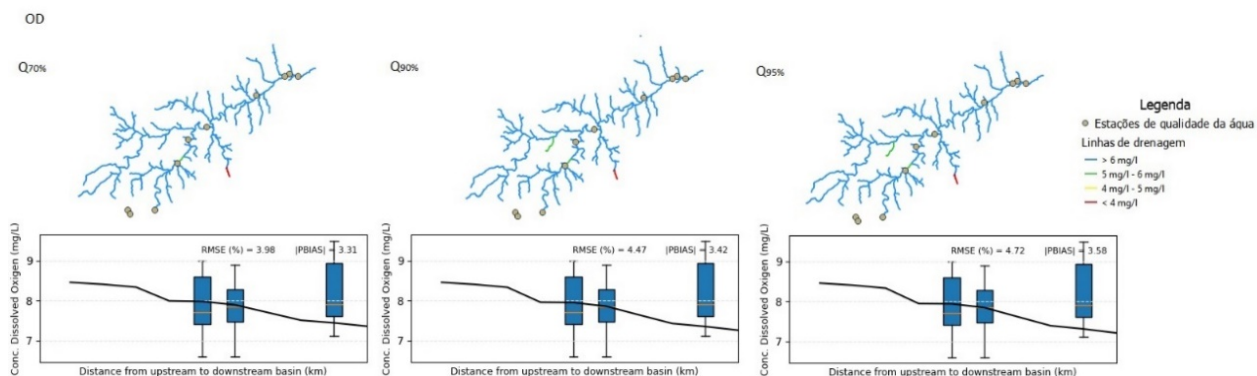 OD
Q70%
Q90%
Q95%
Legenda
Estações de qualidade da água
Linhas de drenagem
> 6 mg/l
5 mg/l - 6 mg/l
4 mg/l - 5 mg/l
< 4 mg/l
Conc. Dissolved Oxigen (mg/L)
9
8
7
RMSE (%) = 3.98 |PBIAS| = 3.31
Distance from upstream to downstream basin (km)
Conc. Dissolved Oxigen (mg/L)
9
8
7
RMSE (%) = 4.47 |PBIAS| = 3.42
Distance from upstream to downstream basin (km)
Conc. Dissolved Oxigen (mg/L)
9
8
7
RMSE (%) = 4.72 |PBIAS| = 3.58
Distance from upstream to downstream basin (km)